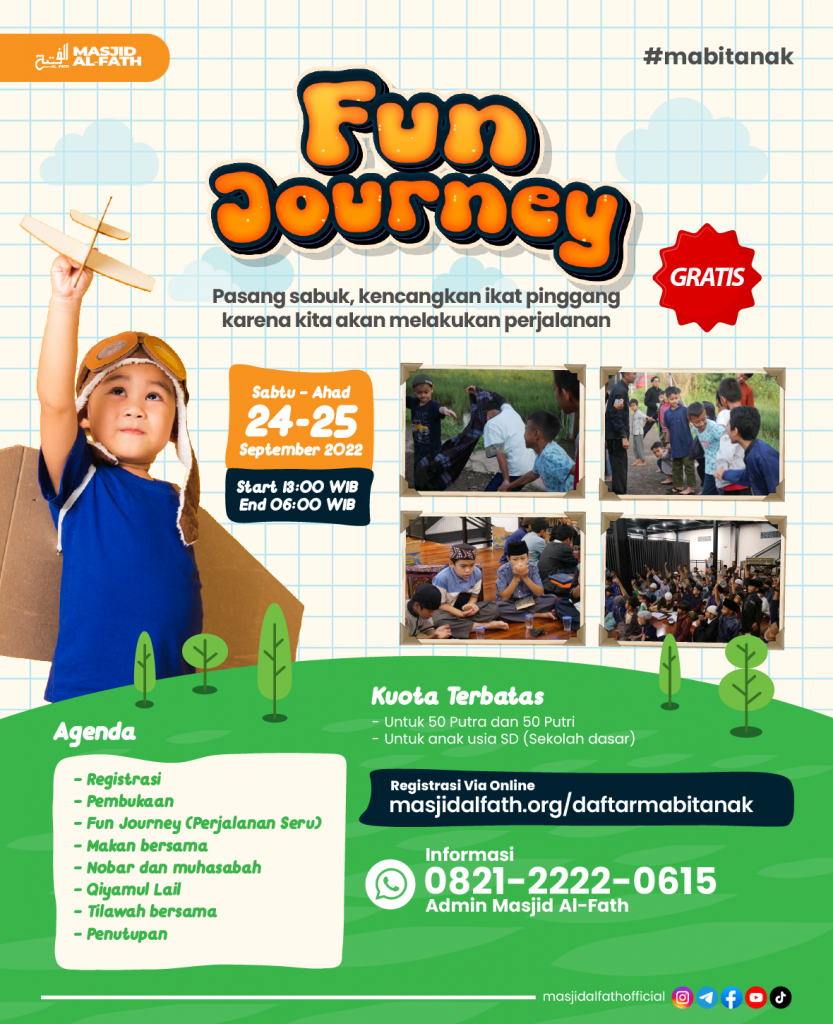 الفتح
AL FATH
MASJID
AL-FATH
#mabitanak
Fun
Journey
GRATIS
Pasang sabuk, kencangkan ikat pinggang
karena kita akan melakukan perjalanan
Sabtu - Ahad
24-25
September 2022
Start 13:00 WIB
End 06:00 WIB
Kuota Terbatas
- Untuk 50 Putra dan 50 Putri
- Untuk anak usia SD (Sekolah dasar)
Agenda
- Registrasi
- Pembukaan
- Fun Journey (Perjalanan Seru)
- Makan bersama
- Nobar dan muhasabah
- Qiyamul Lail
- Tilawah bersama
- Penutupan
Registrasi Via Online
masjidalfath.org/daftarmabitanak
Informasi
0821-2222-0615
Admin Masjid Al-Fath
masjidalfathofficial